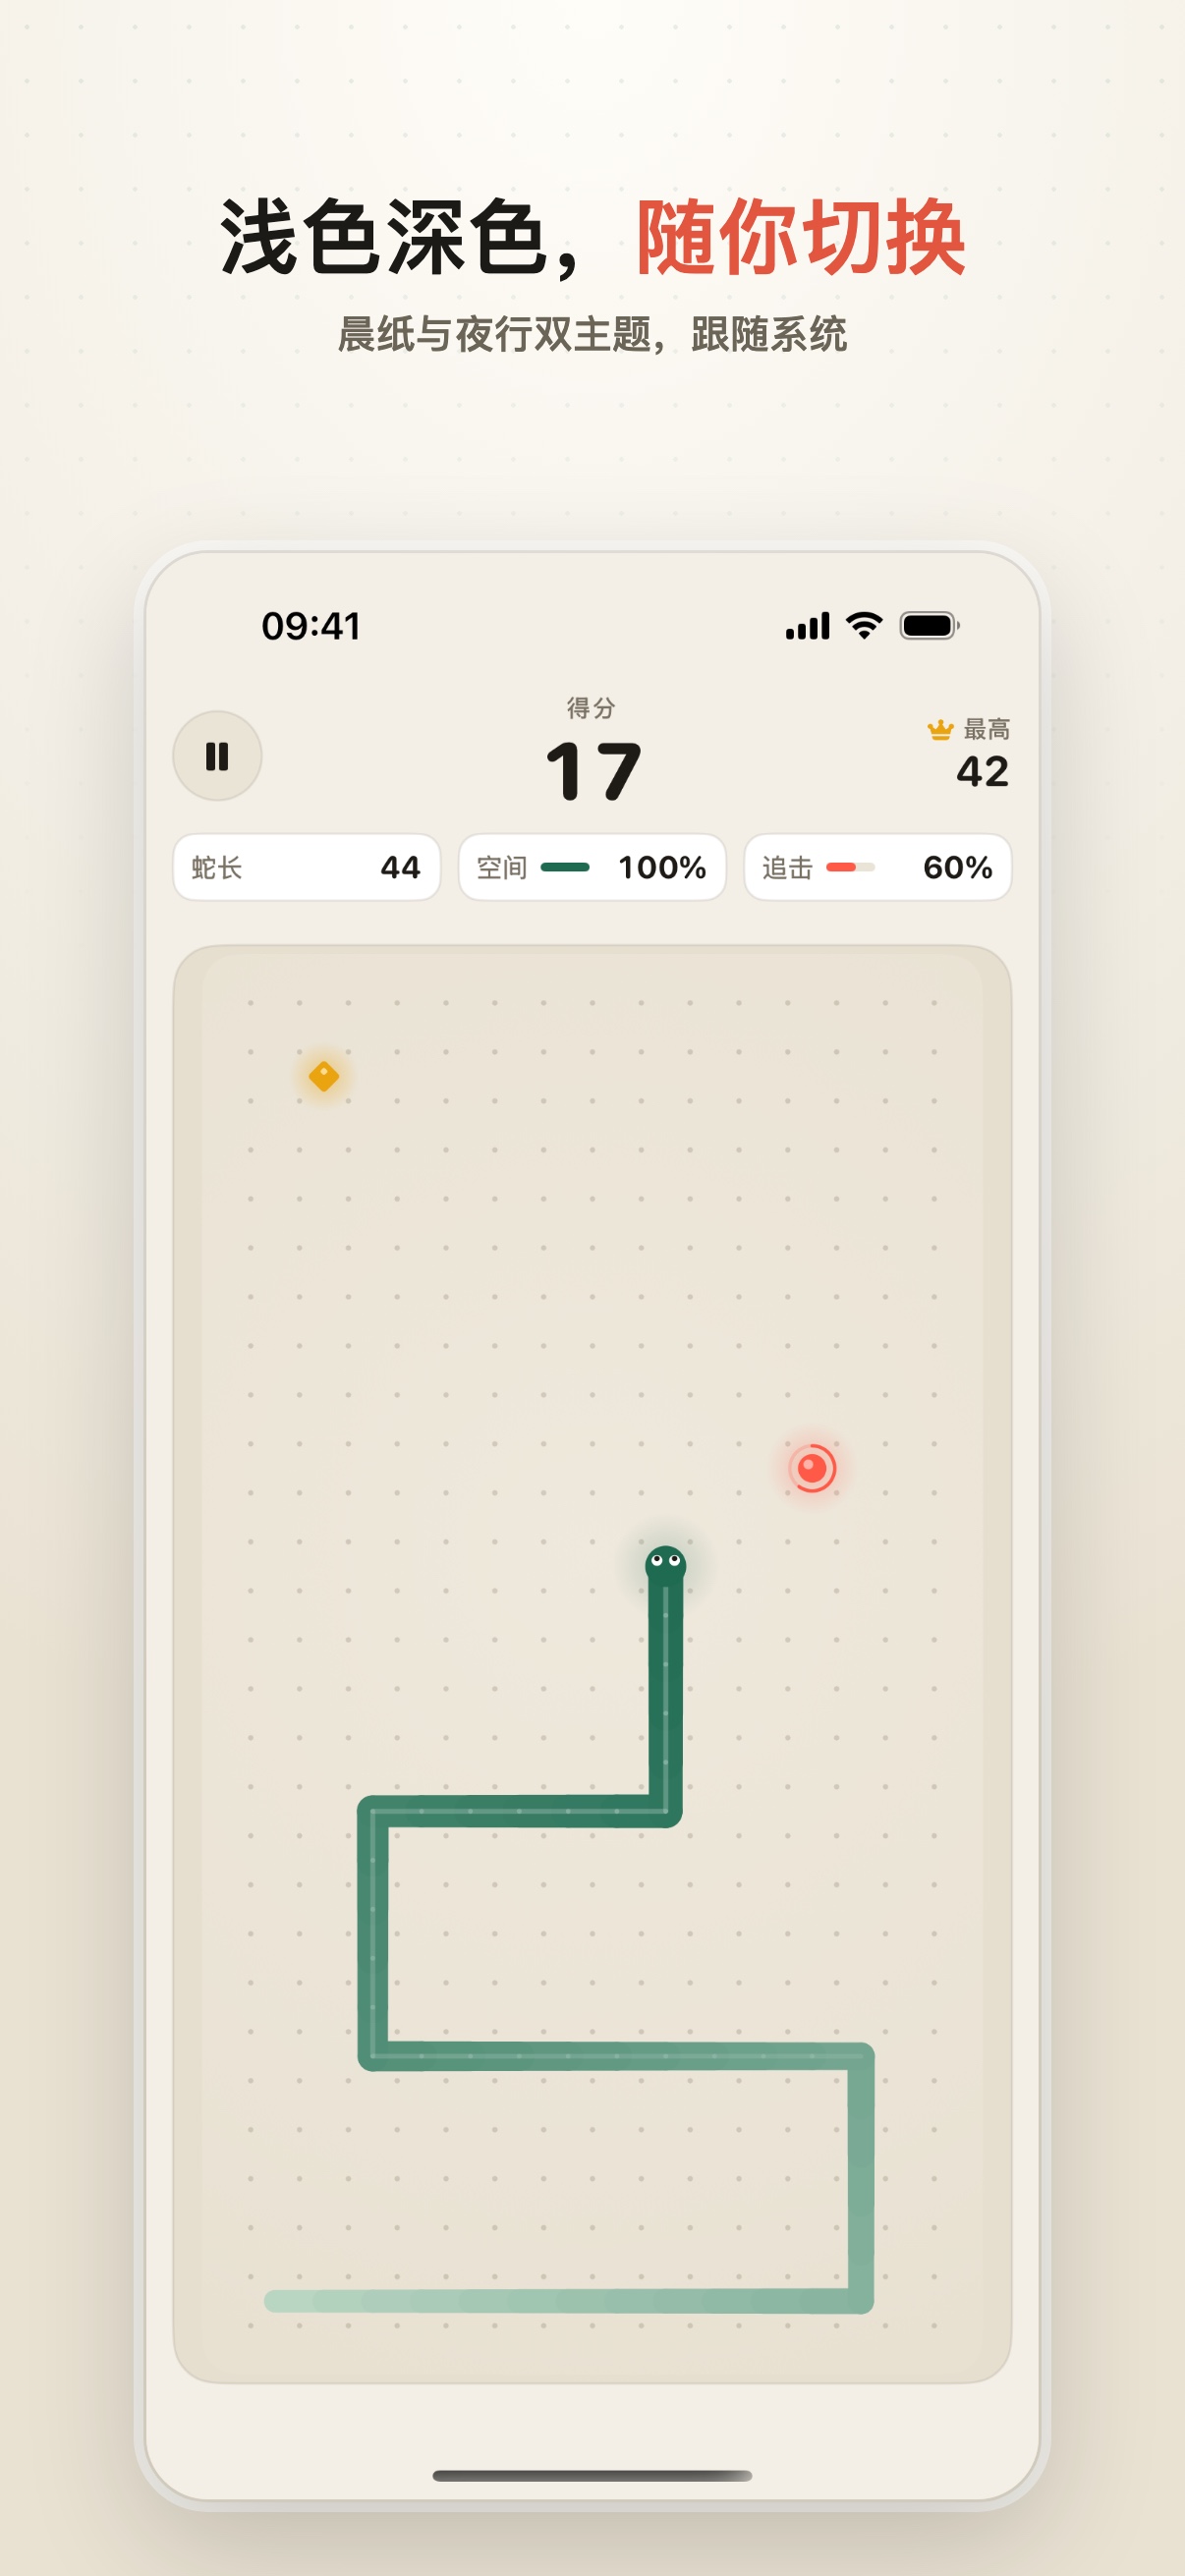 浅色深色，随你切换
晨纸与夜行双主题，跟随系统
09:41
得分
17
最高
42
蛇长 44
空间 100%
追击 60%